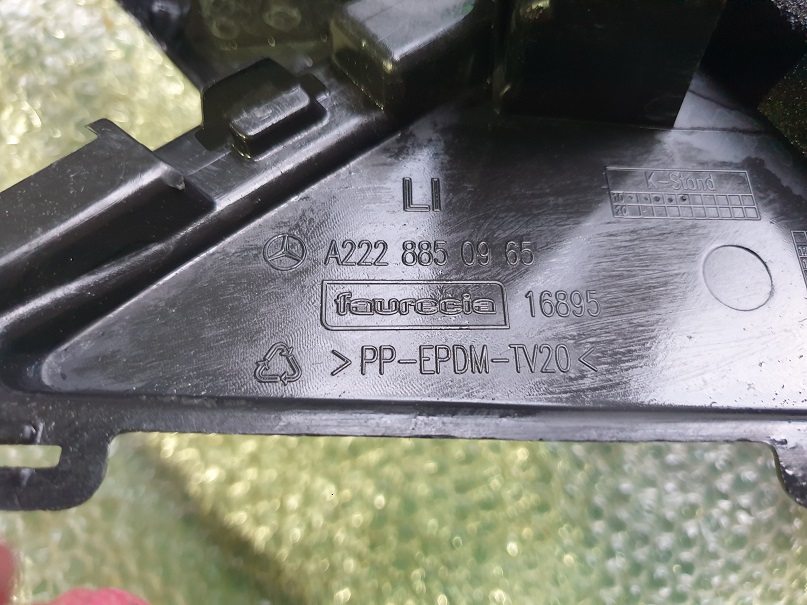 LI
K-Stand
A222 885 09 65
faurecia 16895
>PP-EPDM-TV20<